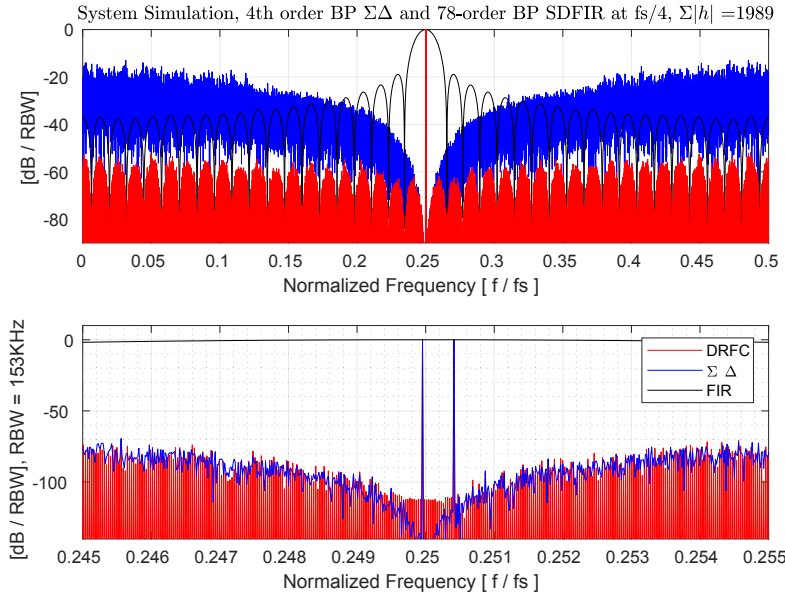 System Simulation, 4th order BP ΣΔ and 78-order BP SDFIR at fs/4, Σ|h| =1989
0
-20
-40
-60
-80
[dB / RBW]
0 0.05 0.1 0.15 0.2 0.25 0.3 0.35 0.4 0.45 0.5
Normalized Frequency [ f / fs ]
0
-50
-100
[dB / RBW], RBW = 153KHz
DRFC
Σ Δ
FIR
0.245 0.246 0.247 0.248 0.249 0.25 0.251 0.252 0.253 0.254 0.255
Normalized Frequency [ f / fs ]